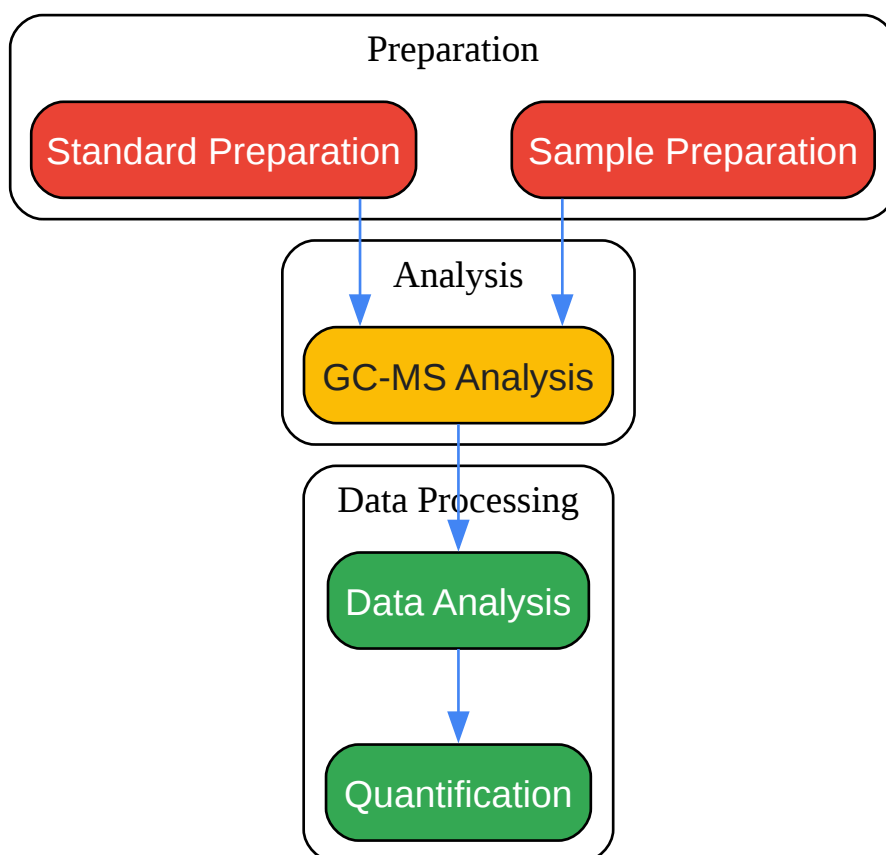 Preparation
Standard Preparation
Sample Preparation
Analysis
GC-MS Analysis
Data Processing
Data Analysis
Quantification